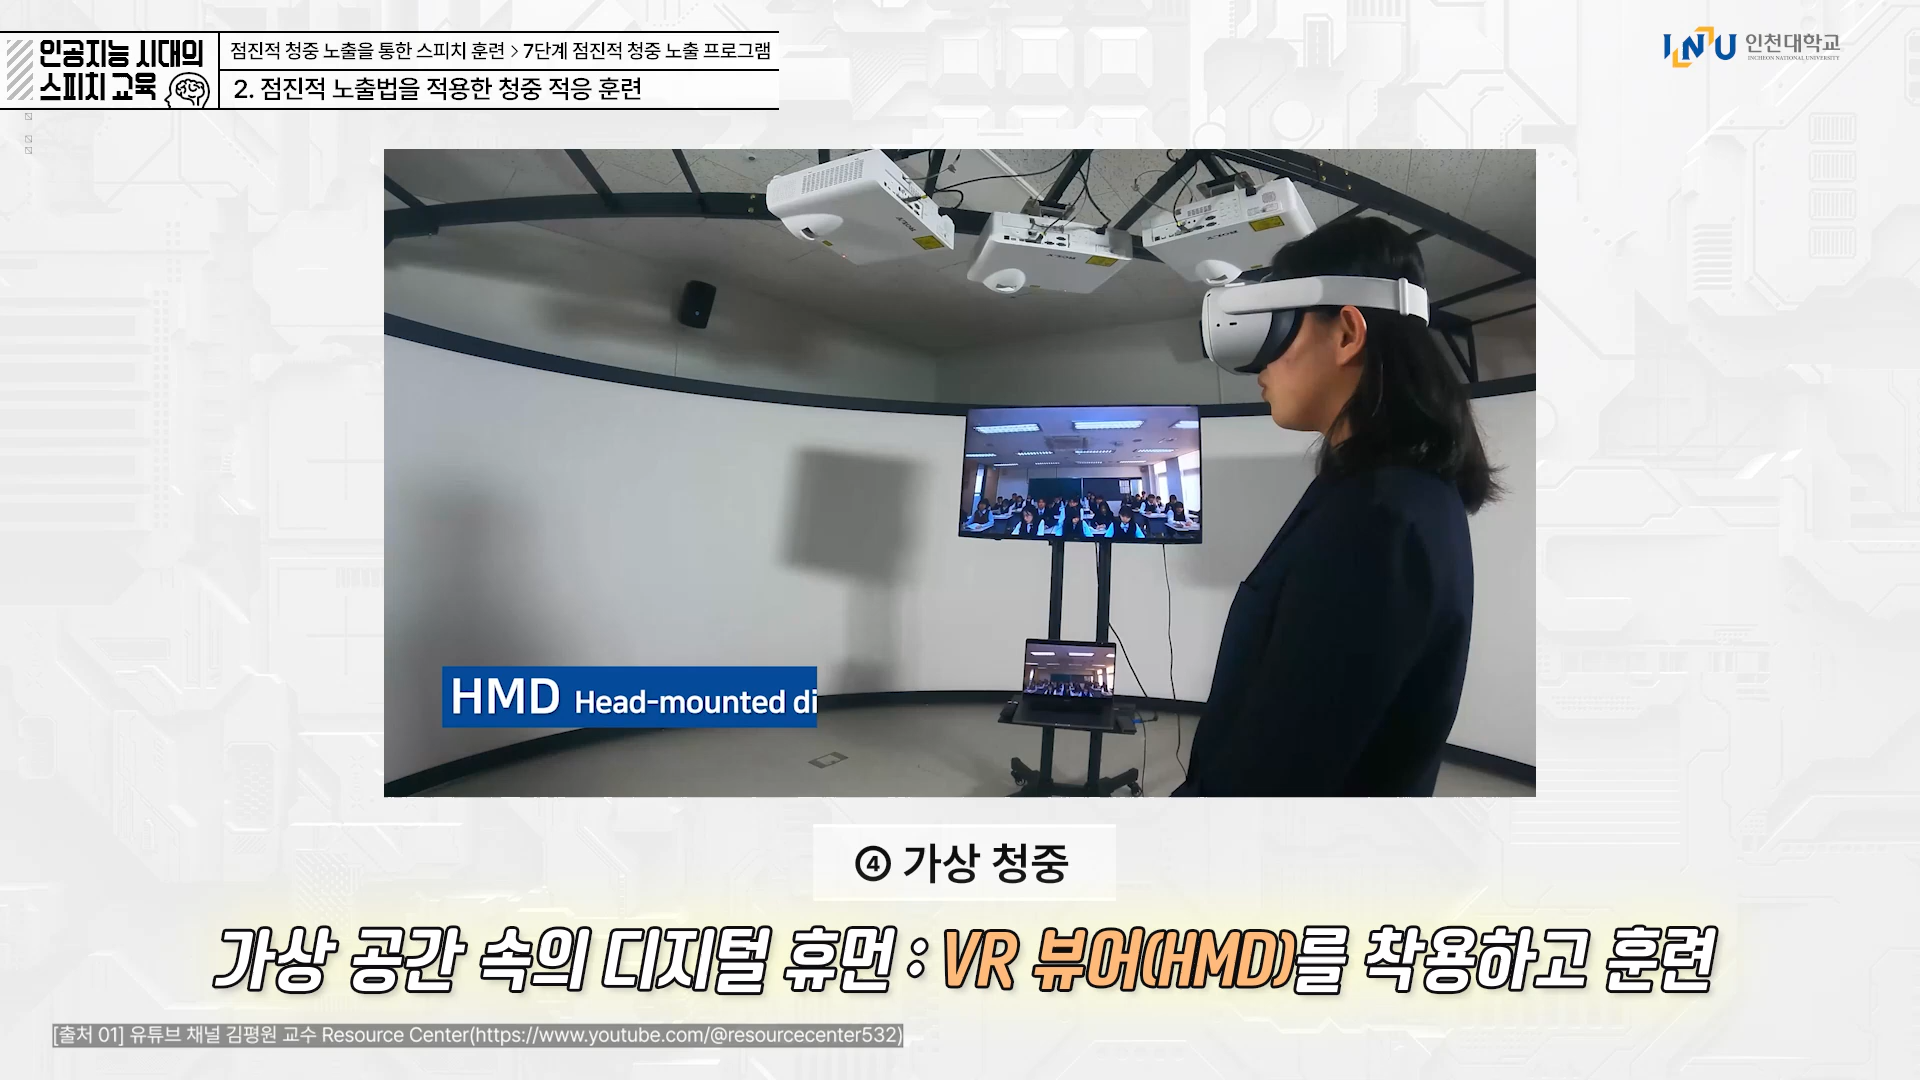 인공지능 시대의
스피치 교육
점진적 청중 노출을 통한 스피치 훈련 > 7단계 점진적 청중 노출 프로그램
2. 점진적 노출법을 적용한 청중 적응 훈련
INU 인천대학교
INCHEON NATIONAL UNIVERSITY
HMD Head-mounted di
④ 가상 청중
가상 공간 속의 디지털 휴먼 : VR 뷰어(HMD)를 착용하고 훈련
[출처 01] 유튜브 채널 김평원 교수 Resource Center(https://www.youtube.com/@resourcecenter532)